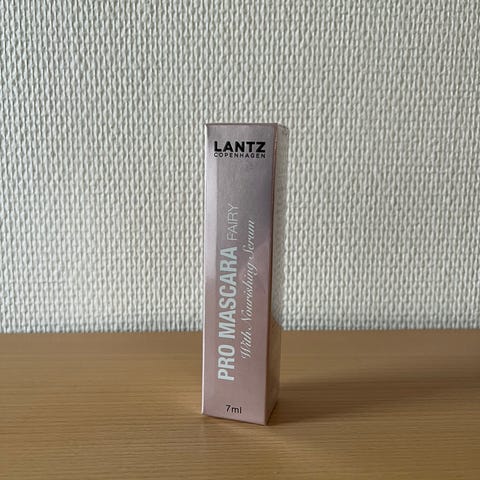 LANTZ
COPENHAGEN
PRO MASCARA FAIRY
With Nourishing Serum
7ml